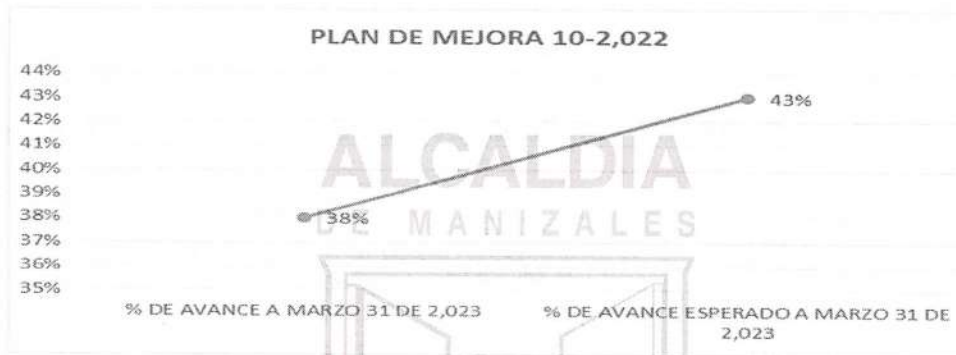 PLAN DE MEJORA 10-2,022
44%
43%
42%
41%
40%
39%
38%
37%
36%
35%
43%
38%
ALCALDIA
DE MANIZALES
% DE AVANCE A MARZO 31 DE 2,023
% DE AVANCE ESPERADO A MARZO 31 DE
2,023